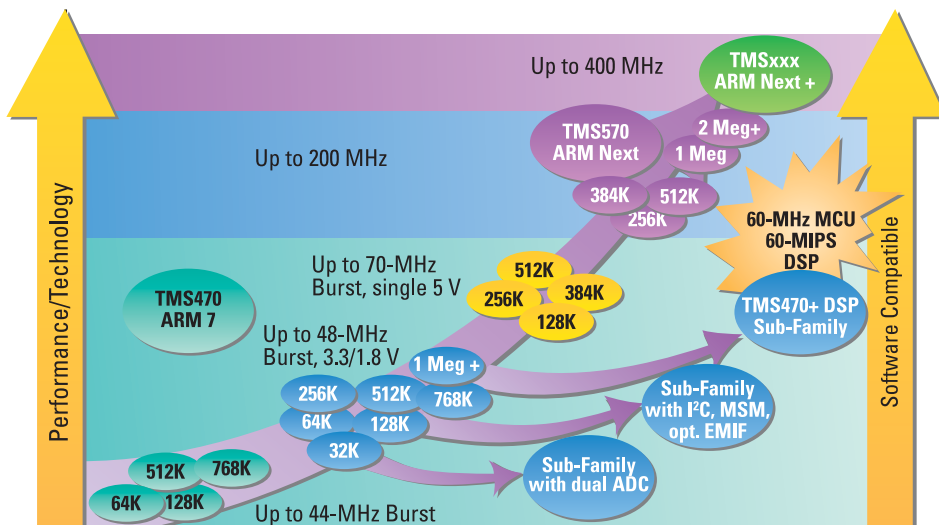 Performance/Technology
Up to 400 MHz
TMSxxx
ARM Next +
Up to 200 MHz
TMS570
ARM Next
2 Meg+
1 Meg
384K
512K
256K
60-MHz MCU
60-MIPS
DSP
TMS470+ DSP
Sub-Family
Software Compatible
TMS470
ARM 7
Up to 70-MHz
Burst, single 5 V
512K
256K
384K
128K
Up to 48-MHz
Burst, 3.3/1.8 V
1 Meg +
256K
512K
768K
64K
128K
32K
Sub-Family
with I²C, MSM,
opt. EMIF
Sub-Family
with dual ADC
512K
768K
64K
128K
Up to 44-MHz Burst